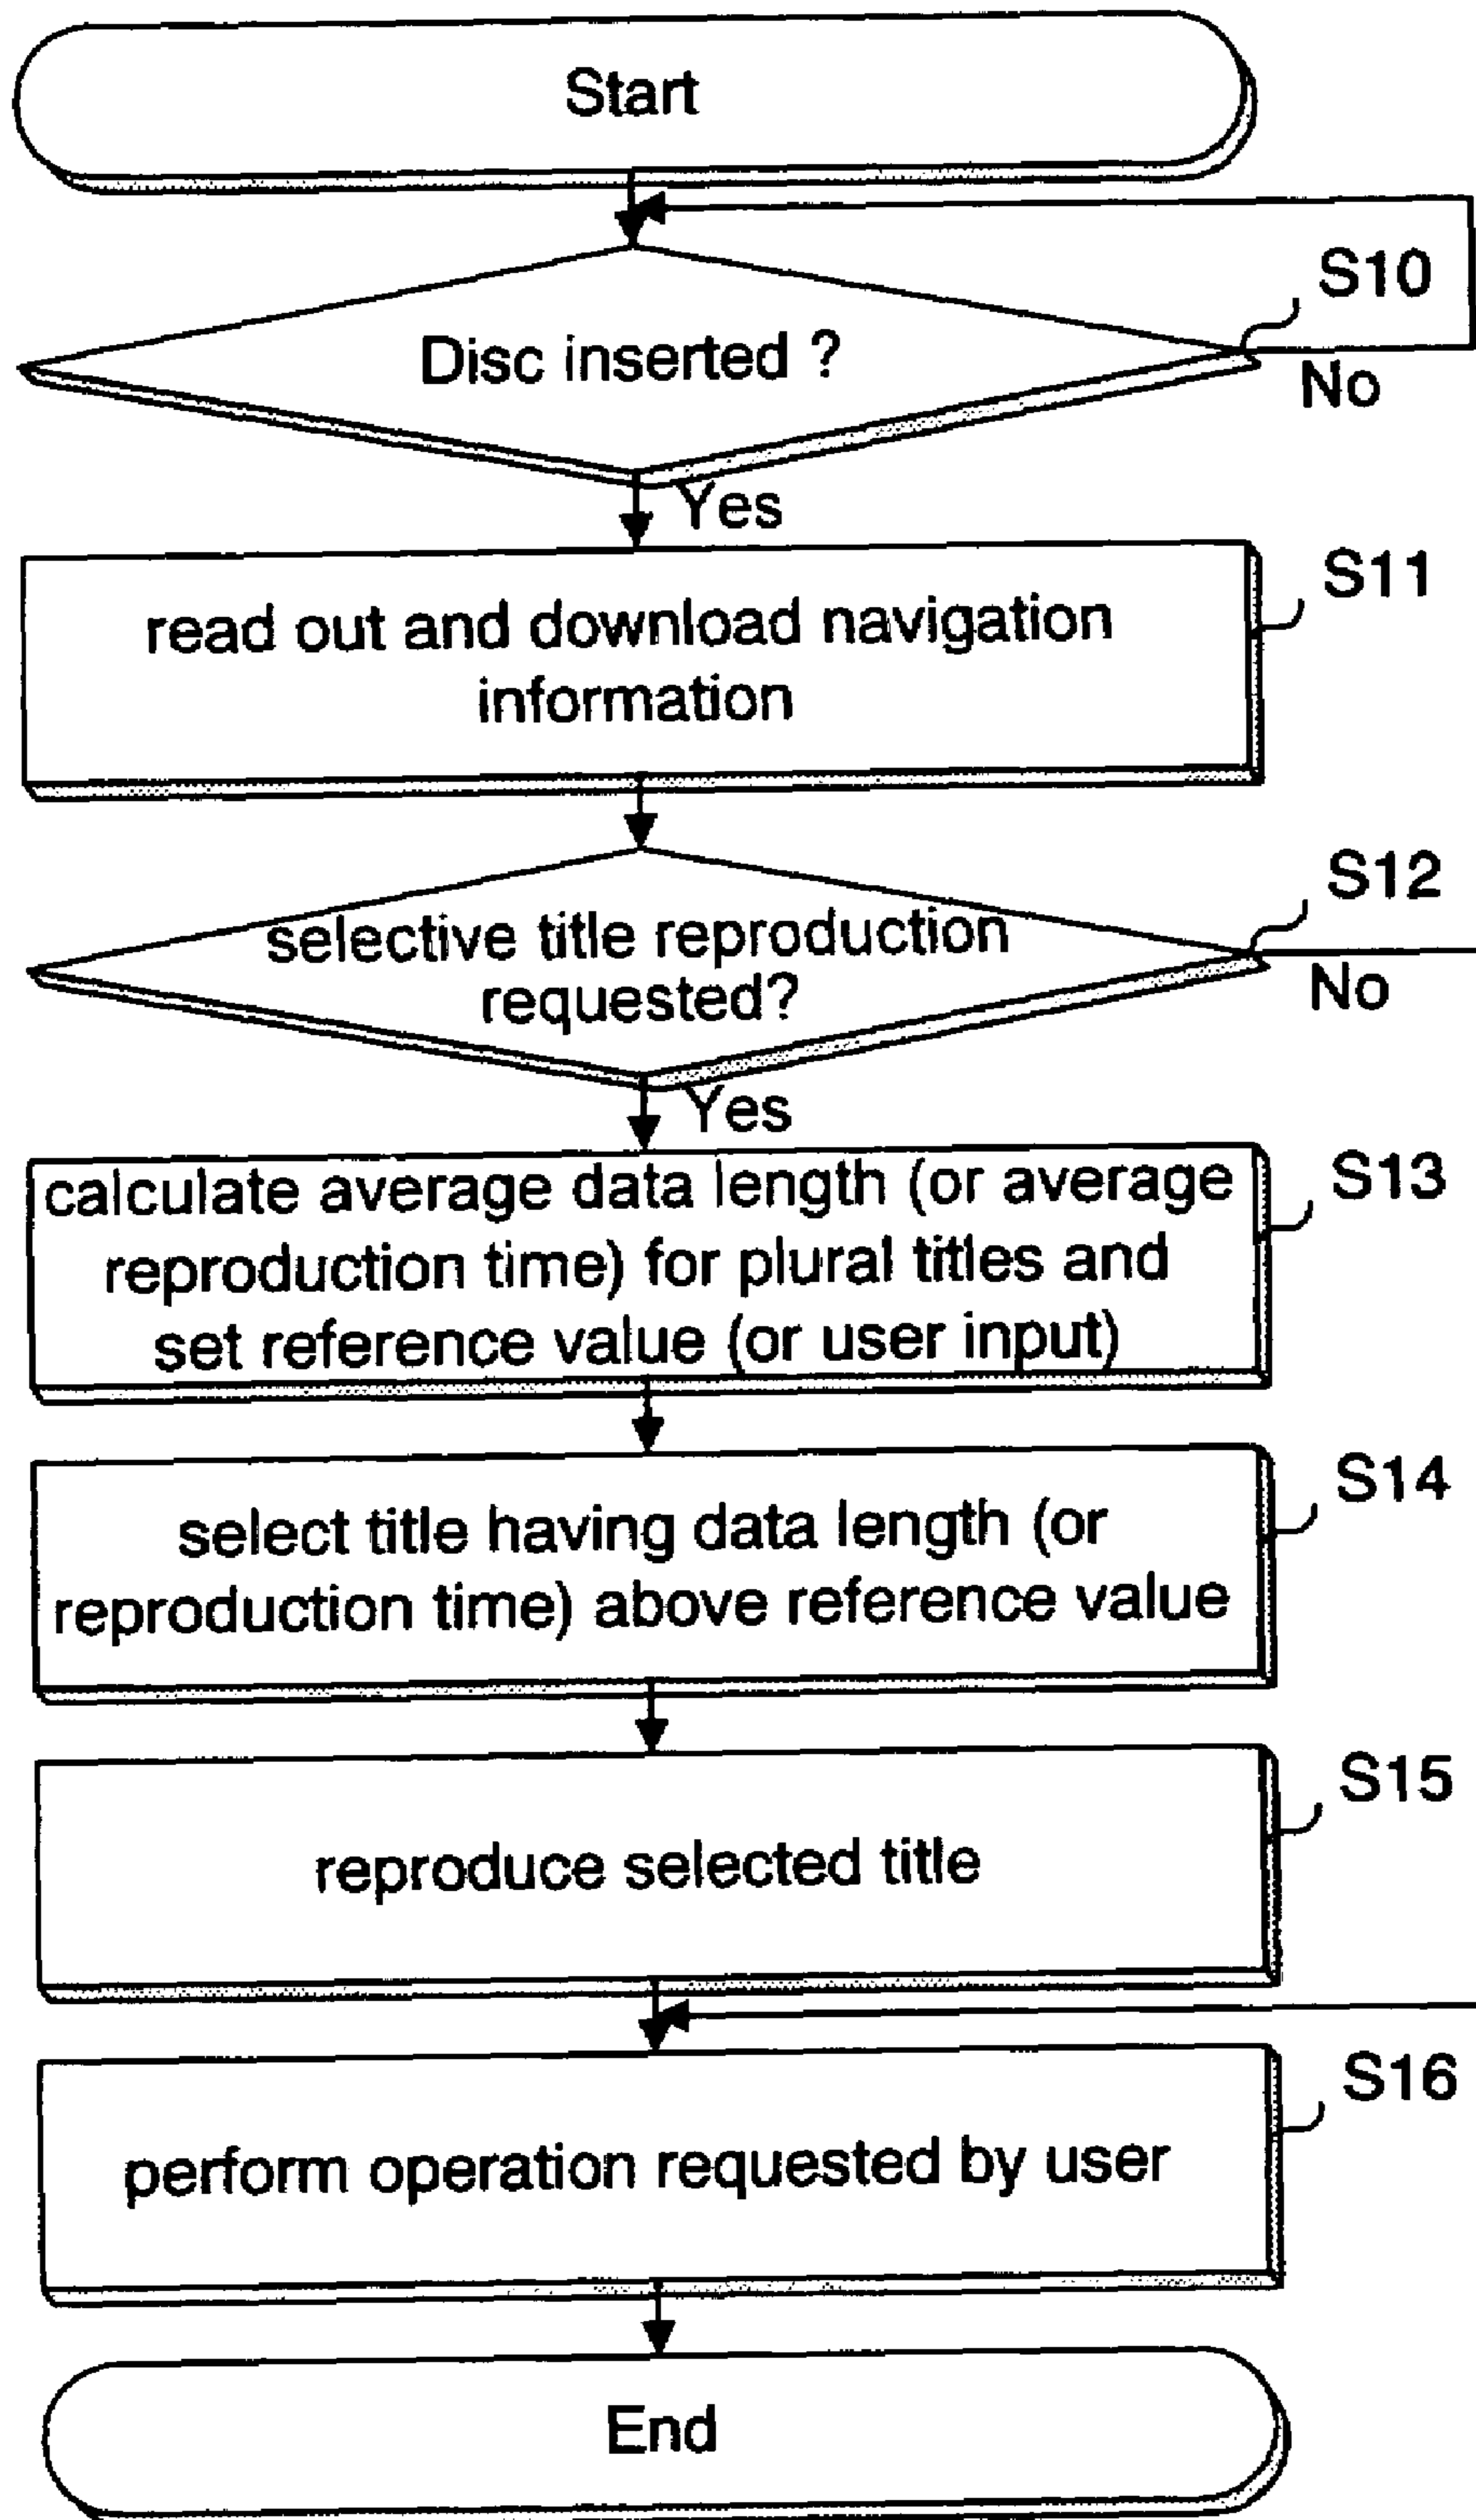 Start
S10
Disc inserted ?
No
Yes
S11
read out and download navigation
information
S12
selective title reproduction
requested?
No
Yes
S13
calculate average data length (or average
reproduction time) for plural titles and
set reference value (or user input)
S14
select title having data length (or
reproduction time) above reference value
S15
reproduce selected title
S16
perform operation requested by user
End